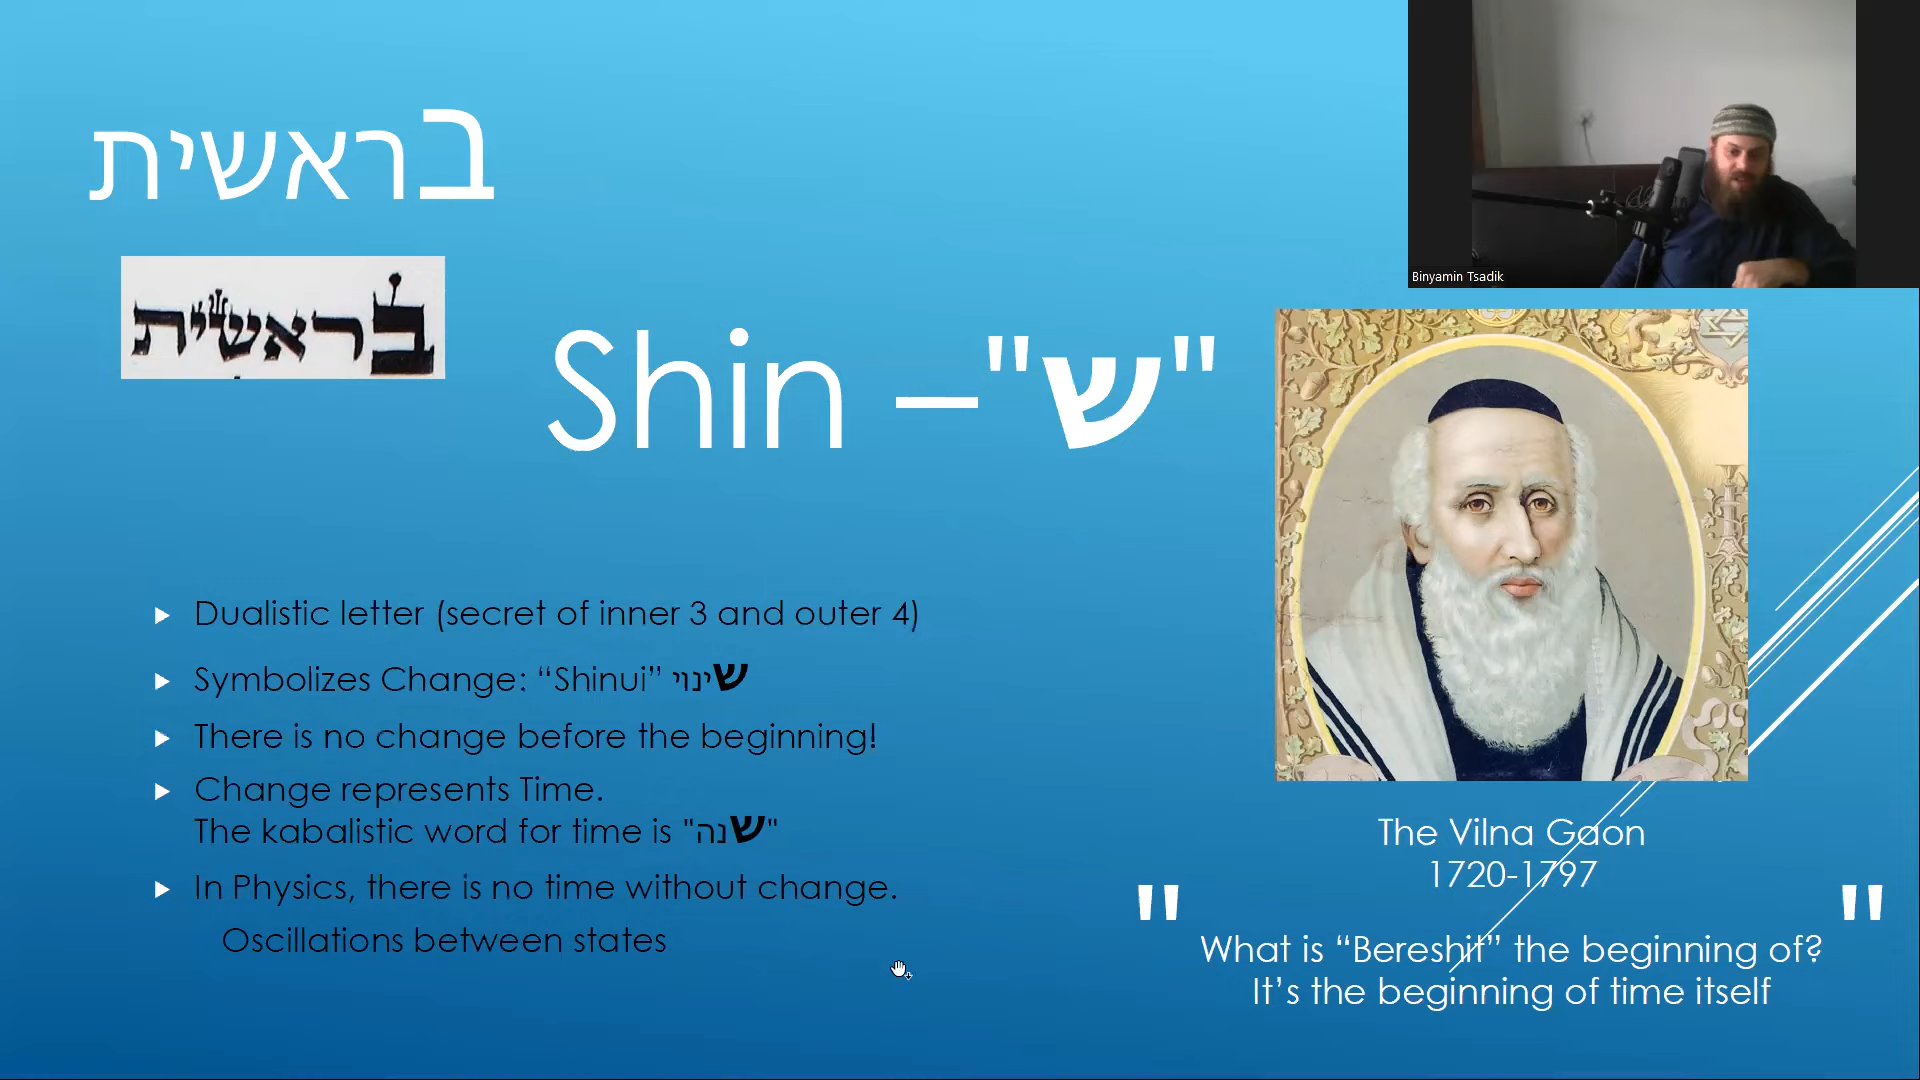 בראשית
בראשית
Shin – "ש"
Binyamin Tsadik
Dualistic letter (secret of inner 3 and outer 4)
Symbolizes Change: “Shinui” שינוי
There is no change before the beginning!
Change represents Time.
The kabalistic word for time is "שנה"
In Physics, there is no time without change.
Oscillations between states
The Vilna Gaon
1720-1797
"What is “Bereshit” the beginning of?
It’s the beginning of time itself"